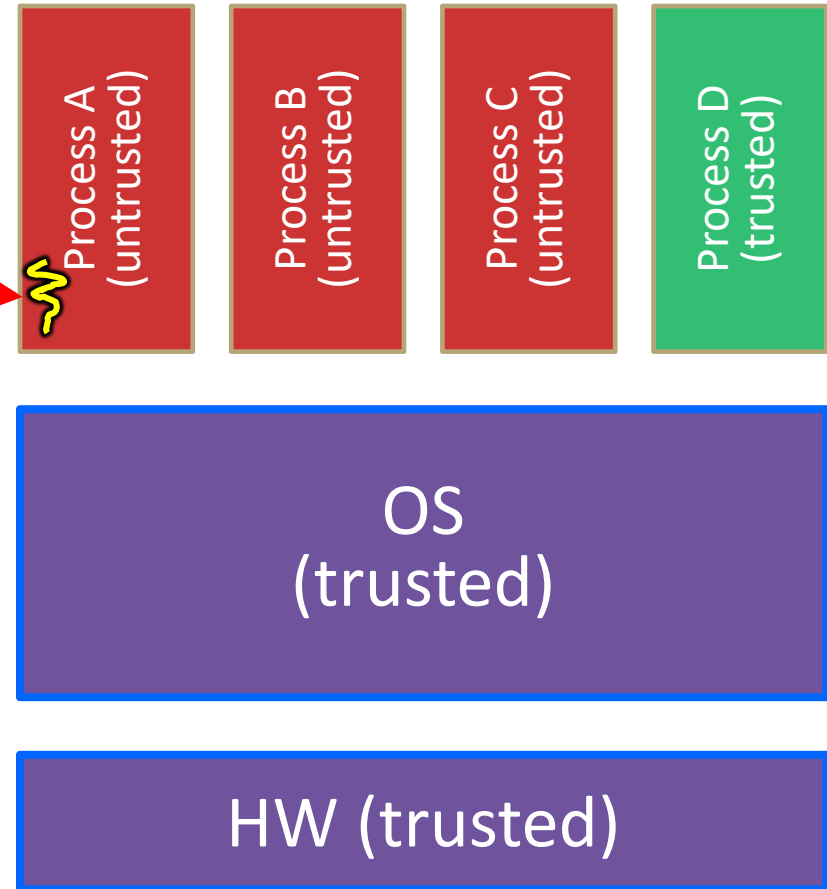 Process A
(untrusted)
Process B
(untrusted)
Process C
(untrusted)
Process D
(trusted)
OS
(trusted)
HW (trusted)